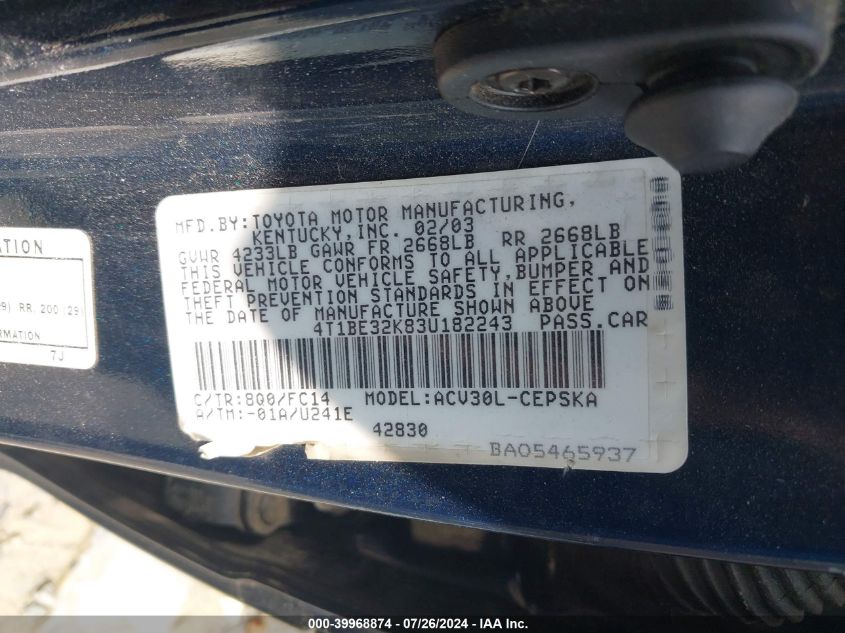 MFD.BY:TOYOTA MOTOR MANUFACTURING,
KENTUCKY,INC. 02/03
GVWR 4233LB GAWR FR 2668LB RR 2668LB
THIS VEHICLE CONFORMS TO ALL APPLICABLE
FEDERAL MOTOR VEHICLE SAFETY,BUMPER AND
THEFT PREVENTION STANDARDS IN EFFECT ON
THE DATE OF MANUFACTURE SHOWN ABOVE
4T1BE32K83U182243 PASS.CAR
C/TR:8Q0/FC14 MODEL:ACV30L-CEPSKA
A/TM:-01A/U241E
42830
BA05465937
ATION
9) RR. 200 (29
FORMATION
7J
000-39968874 / 07/26/2024 / IAA Inc.